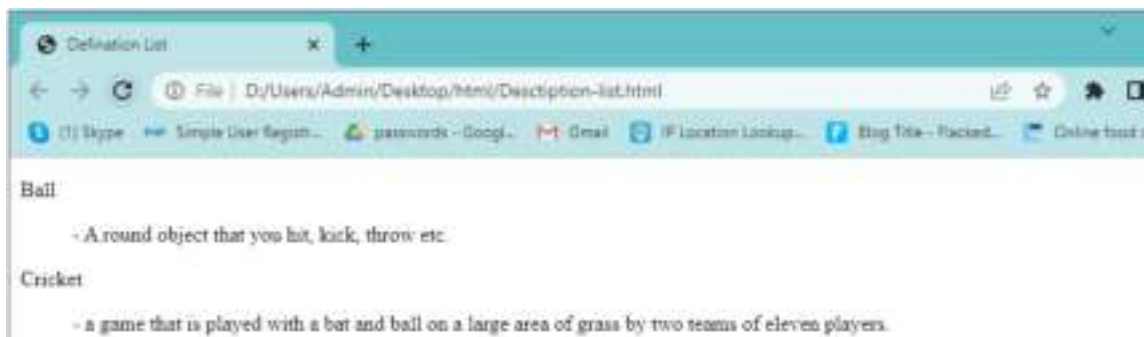 Defination List
File | D:/Users/Admin/Desktop/html/Desctiption-list.html
(1) Skype Simple User Registr... passwords - Googl... Gmail IP Location Lookup... Blog Title - Packed... Online food
Ball
- A round object that you hit, kick, throw etc.
Cricket
- a game that is played with a bat and ball on a large area of grass by two teams of eleven players.